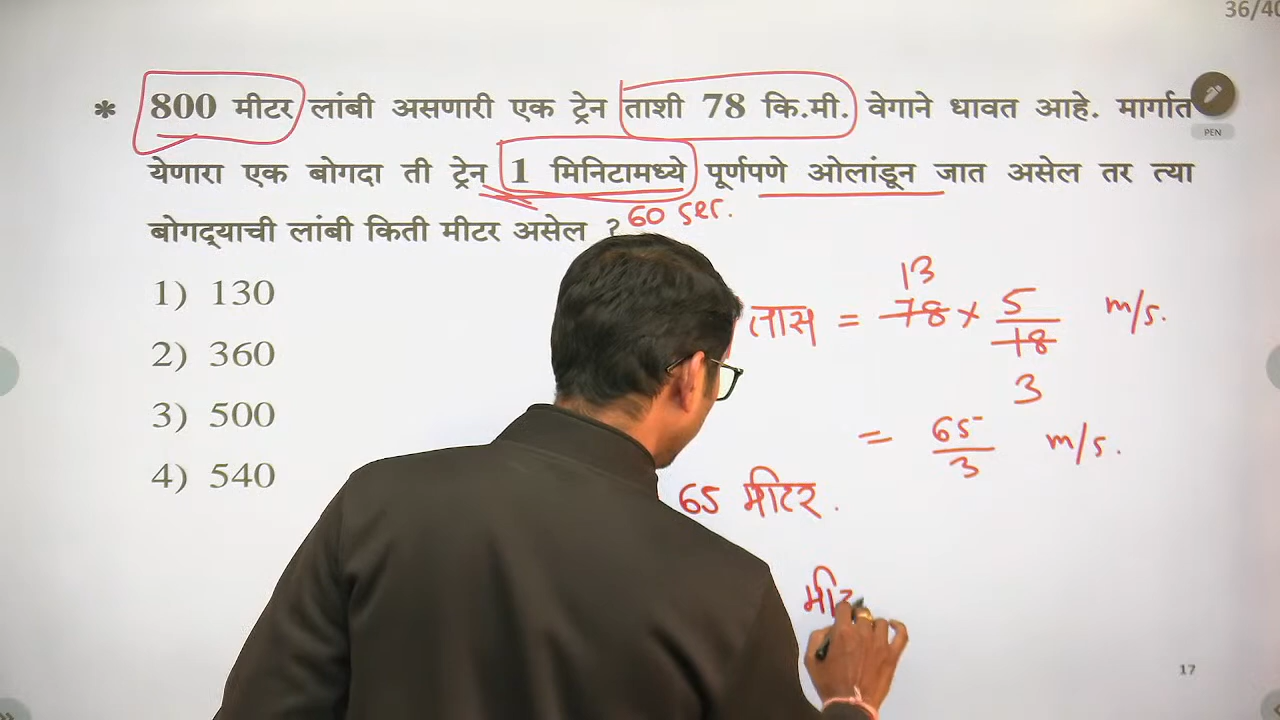 36/40
* 800 मीटर लांबी असणारी एक ट्रेन ताशी 78 कि.मी. वेगाने धावत आहे. मार्गात
PEN
येणारा एक बोगदा ती ट्रेन 1 मिनिटामध्ये पूर्णपणे ओलांडून जात असेल तर त्या
बोगद्याची लांबी किती मीटर असेल ?
60 sec.
1) 130
2) 360
3) 500
4) 540
13
तास = 78 × 5/18 m/s.
3
= 65/3 m/s.
65 मीटर.
17